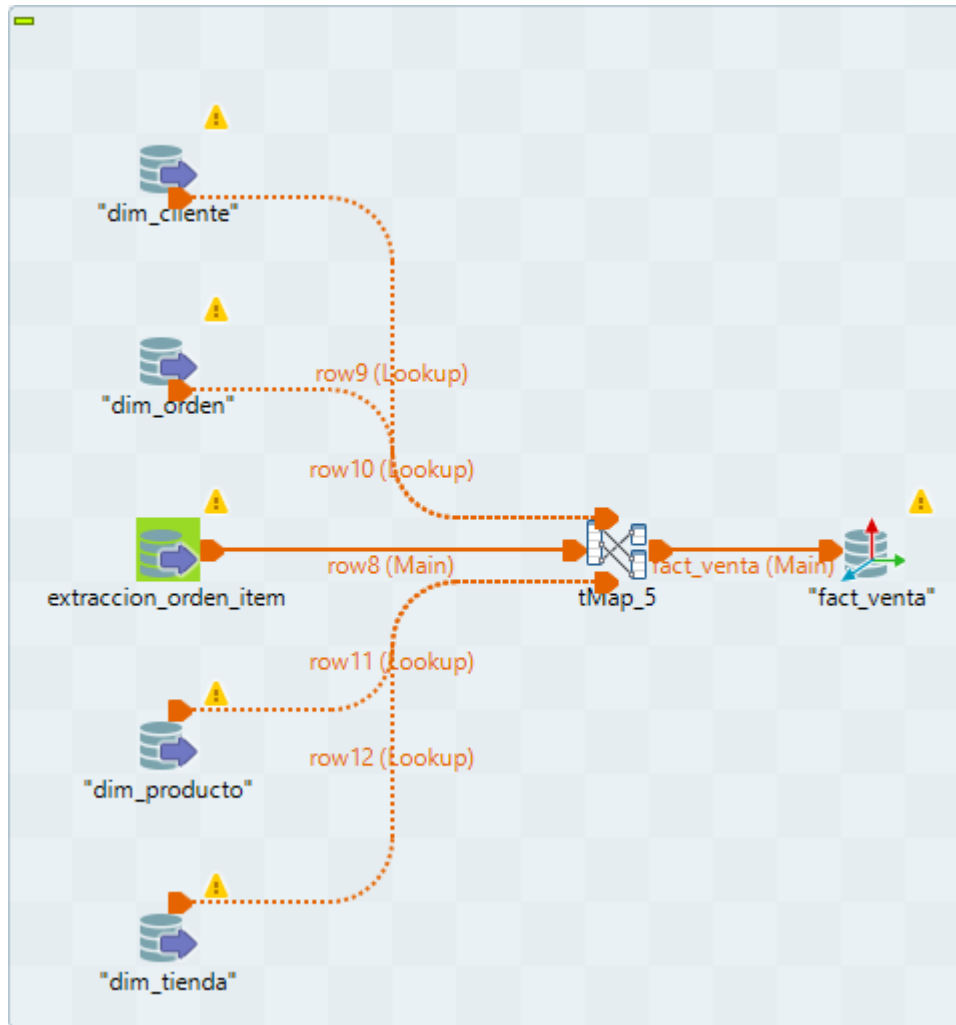 "dim_cliente"
row9 (Lookup)
"dim_orden"
row10 (Lookup)
row8 (Main)
fact_venta (Main)
extraccion_orden_item
tMap_5
"fact_venta"
row11 (Lookup)
row12 (Lookup)
"dim_producto"
"dim_tienda"